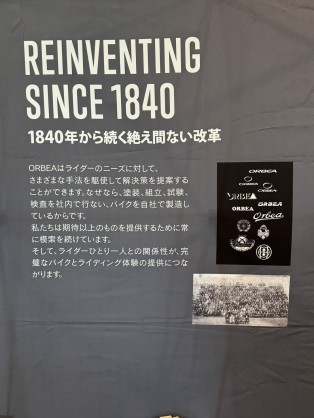 REINVENTING
SINCE 1840
1840年から続く絶え間ない改革
ORBEAはライダーのニーズに対して、
さまざまな手法を駆使して解決策を提案する
ことができます。なぜなら、塗装、組立、試験、
検査を社内で行ない、バイクを自社で製造し
ているからです。
私たちは期待以上のものを提供するために常
に模索を続けています。
そして、ライダーひとり一人との関係性が、完
璧なバイクとライディング体験の提供につな
がります。
ORBEA
ORBEA
ORBEA
ORBEA
ORBEA
ORBEA
Orbea